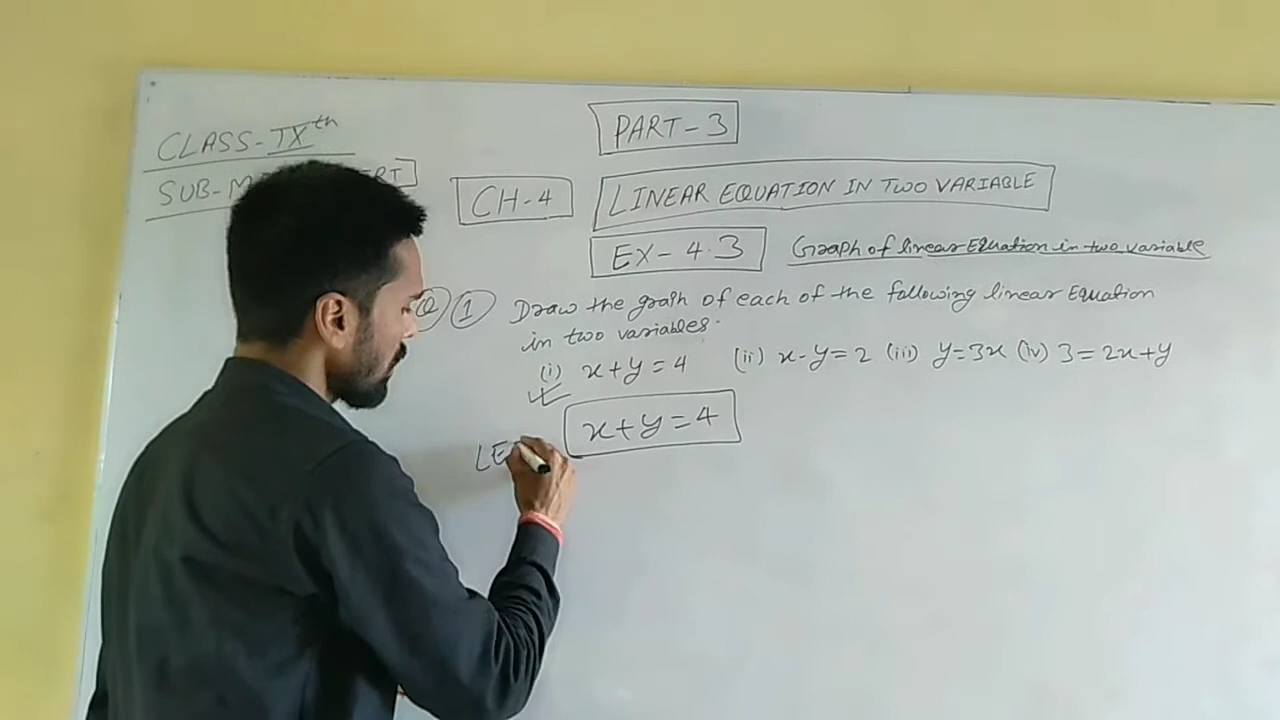 CLASS-IXth
PART-3
SUB-M
CH-4
LINEAR EQUATION IN TWO VARIABLE
EX-4.3
Graph of linear Equation in two variable
Q 1 Draw the graph of each of the following linear Equation
in two variables.
(i) x+y=4 (ii) x-y=2 (iii) y=3x (iv) 3=2x+y
x+y=4
LE